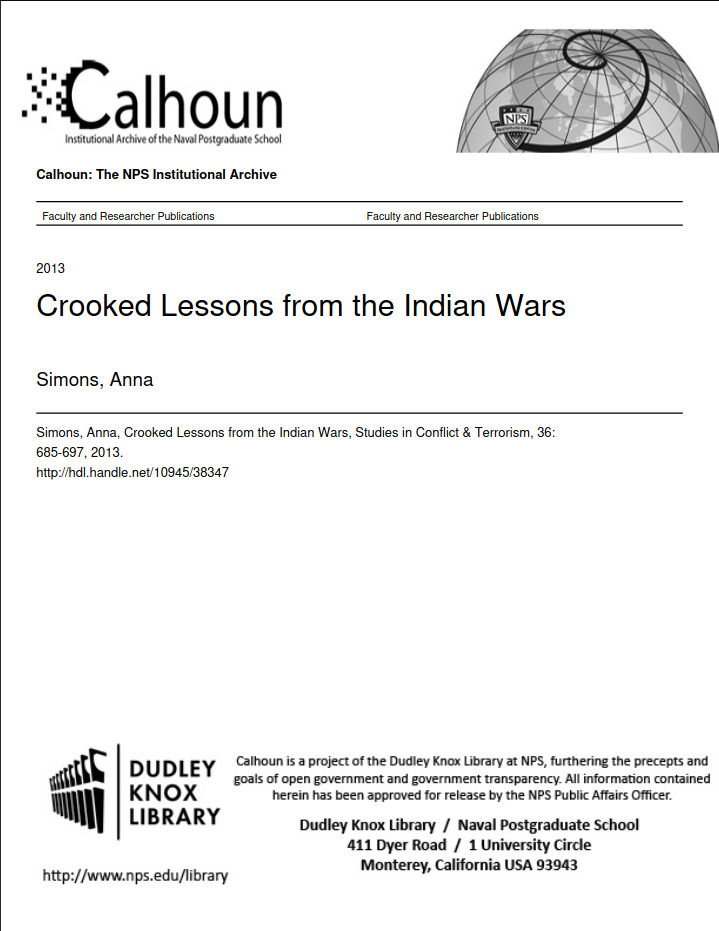 Calhoun
Institutional Archive of the Naval Postgraduate School
NPS
Calhoun: The NPS Institutional Archive
Faculty and Researcher Publications
Faculty and Researcher Publications
2013
Crooked Lessons from the Indian Wars
Simons, Anna
Simons, Anna, Crooked Lessons from the Indian Wars, Studies in Conflict & Terrorism, 36:
685-697, 2013.
http://hdl.handle.net/10945/38347
DUDLEY
KNOX
LIBRARY
http://www.nps.edu/library
Calhoun is a project of the Dudley Knox Library at NPS, furthering the precepts and
goals of open government and government transparency. All information contained
herein has been approved for release by the NPS Public Affairs Officer.
Dudley Knox Library / Naval Postgraduate School
411 Dyer Road / 1 University Circle
Monterey, California USA 93943